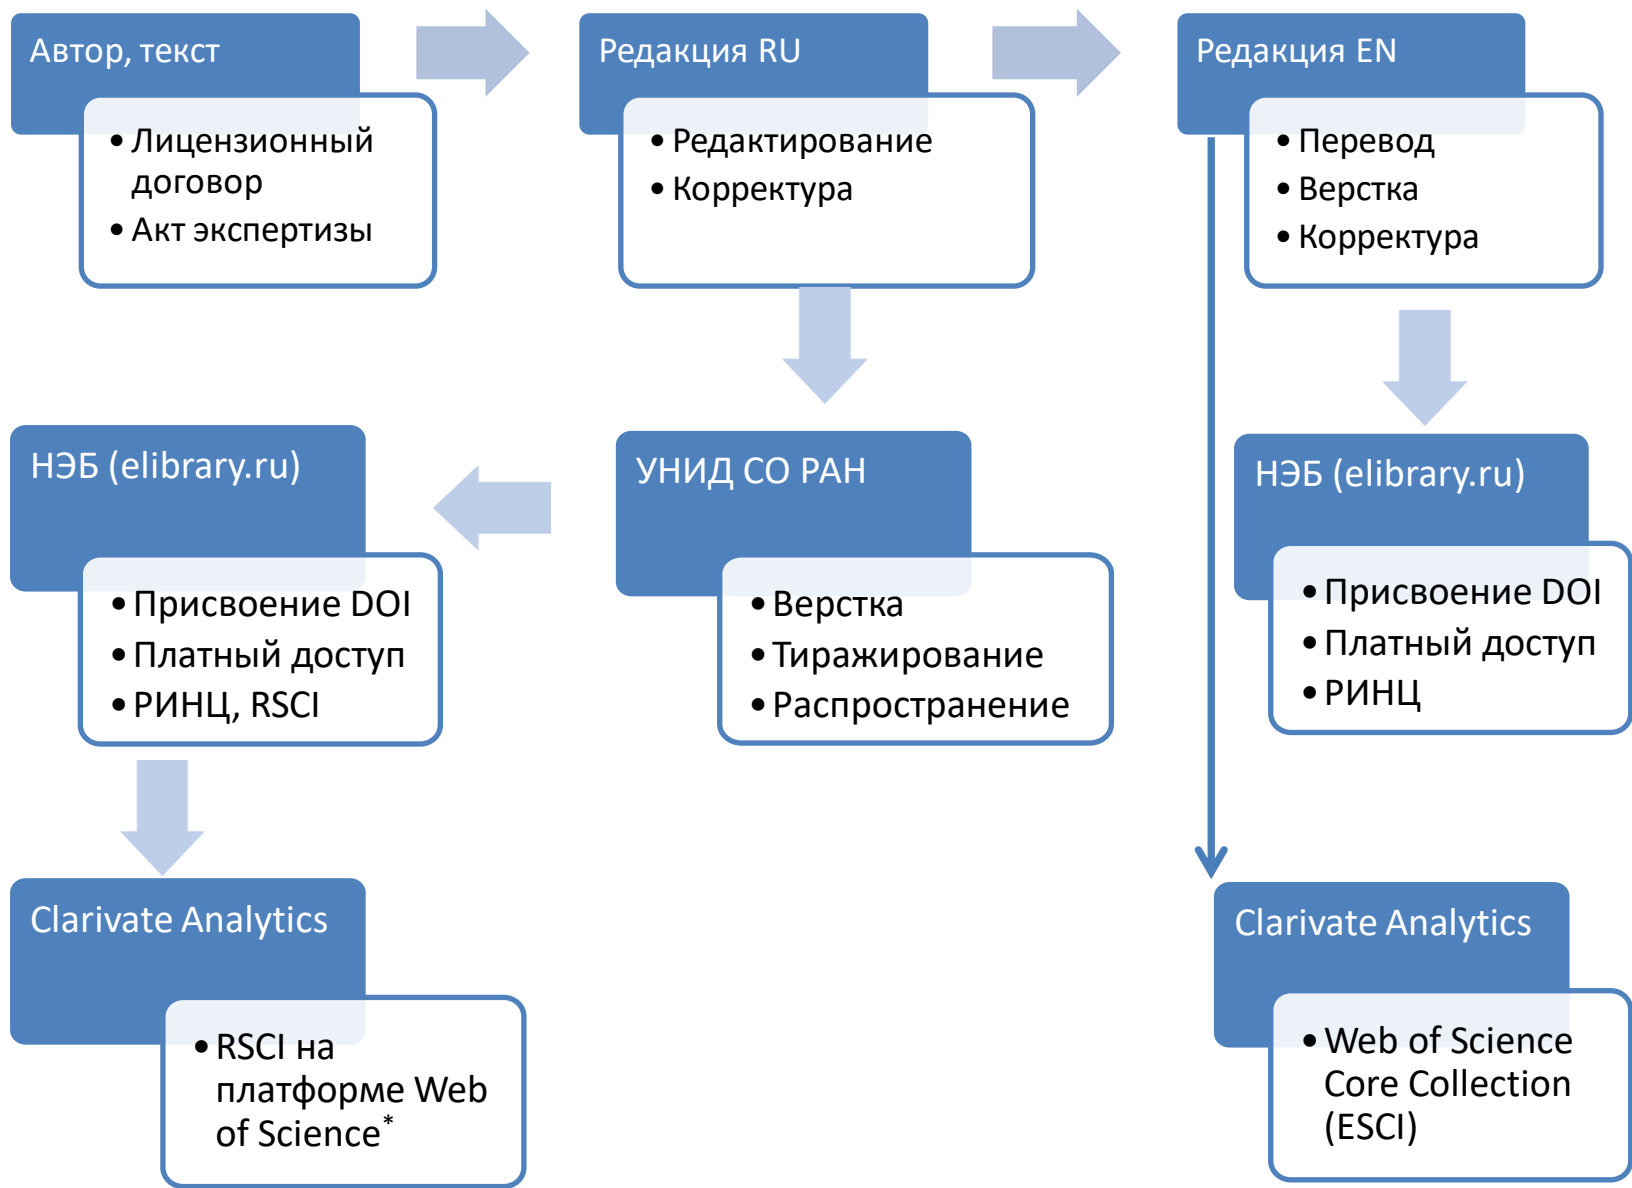 Автор, текст
• Лицензионный
договор
• Акт экспертизы
Редакция RU
• Редактирование
• Корректура
Редакция EN
• Перевод
• Верстка
• Корректура
НЭБ (elibrary.ru)
• Присвоение DOI
• Платный доступ
• РИНЦ, RSCI
УНИД СО РАН
• Верстка
• Тиражирование
• Распространение
НЭБ (elibrary.ru)
• Присвоение DOI
• Платный доступ
• РИНЦ
Clarivate Analytics
• RSCI на
платформе Web
of Science*
Clarivate Analytics
• Web of Science
Core Collection
(ESCI)